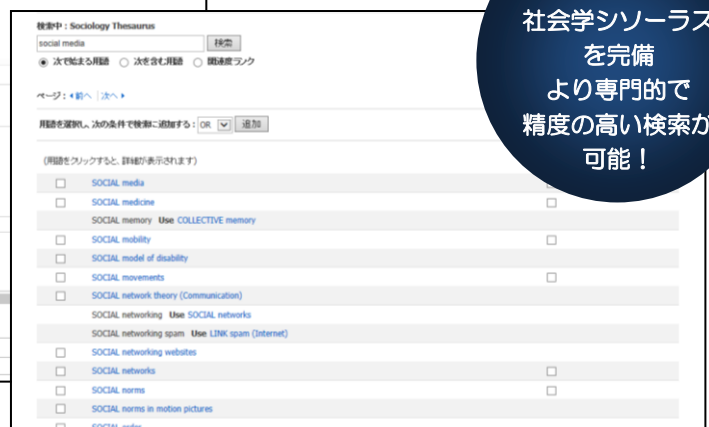 検索中 : Sociology Thesaurus
social media 検索
次で始まる用語 次を含む用語 関連度ランク
ページ : 前へ | 次へ
用語を選択し、次の条件で検索に追加する : OR 追加
(用語をクリックすると、詳細が表示されます)
SOCIAL media
SOCIAL medicine
SOCIAL memory Use COLLECTIVE memory
SOCIAL mobility
SOCIAL model of disability
SOCIAL movements
SOCIAL network theory (Communication)
SOCIAL networking Use SOCIAL networks
SOCIAL networking spam Use LINK spam (Internet)
SOCIAL networking websites
SOCIAL networks
SOCIAL norms
SOCIAL norms in motion pictures
社会学シソーラス
を完備
より専門的で
精度の高い検索が
可能！